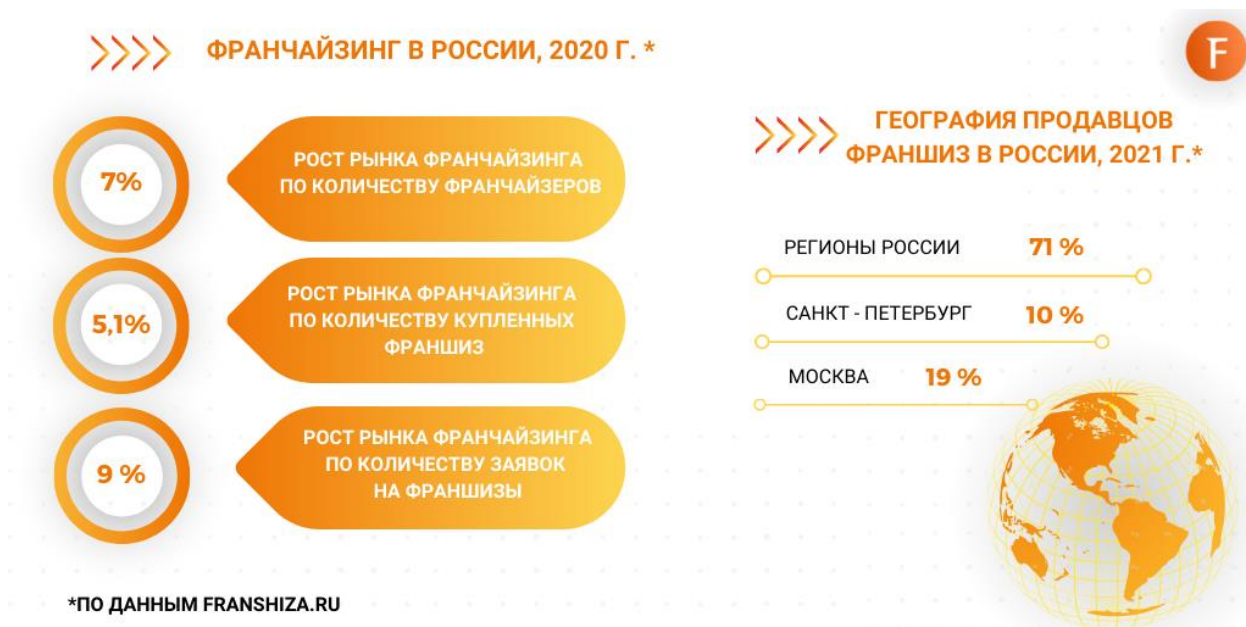 ФРАНЧАЙЗИНГ В РОССИИ, 2020 Г. *
7%
РОСТ РЫНКА ФРАНЧАЙЗИНГА
ПО КОЛИЧЕСТВУ ФРАНЧАЙЗЕРОВ
5,1%
РОСТ РЫНКА ФРАНЧАЙЗИНГА
ПО КОЛИЧЕСТВУ КУПЛЕННЫХ
ФРАНШИЗ
9 %
РОСТ РЫНКА ФРАНЧАЙЗИНГА
ПО КОЛИЧЕСТВУ ЗАЯВОК
НА ФРАНШИЗЫ
*ПО ДАННЫМ FRANSHIZA.RU
F
ГЕОГРАФИЯ ПРОДАВЦОВ
ФРАНШИЗ В РОССИИ, 2021 Г.*
РЕГИОНЫ РОССИИ 71 %
САНКТ - ПЕТЕРБУРГ 10 %
МОСКВА 19 %